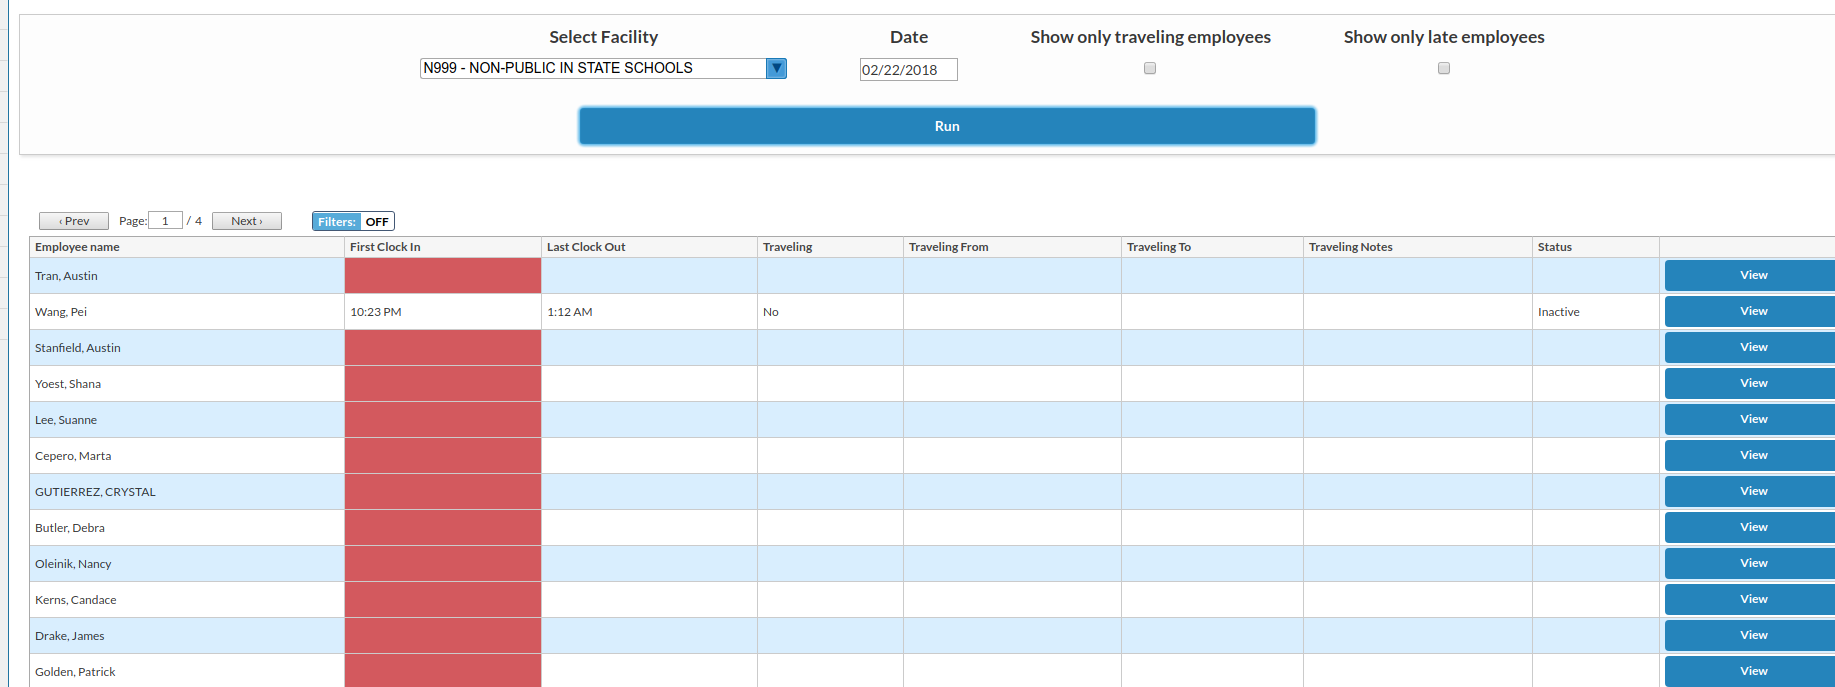 Select Facility Date Show only traveling employees Show only late employees
N999 - NON-PUBLIC IN STATE SCHOOLS 02/22/2018
Run
‹ Prev Page: 1 / 4 Next › Filters: OFF
Employee name First Clock In Last Clock Out Traveling Traveling From Traveling To Traveling Notes Status
Tran, Austin View
Wang, Pei 10:23 PM 1:12 AM No Inactive View
Stanfield, Austin View
Yoest, Shana View
Lee, Suanne View
Cepero, Marta View
GUTIERREZ, CRYSTAL View
Butler, Debra View
Oleinik, Nancy View
Kerns, Candace View
Drake, James View
Golden, Patrick View